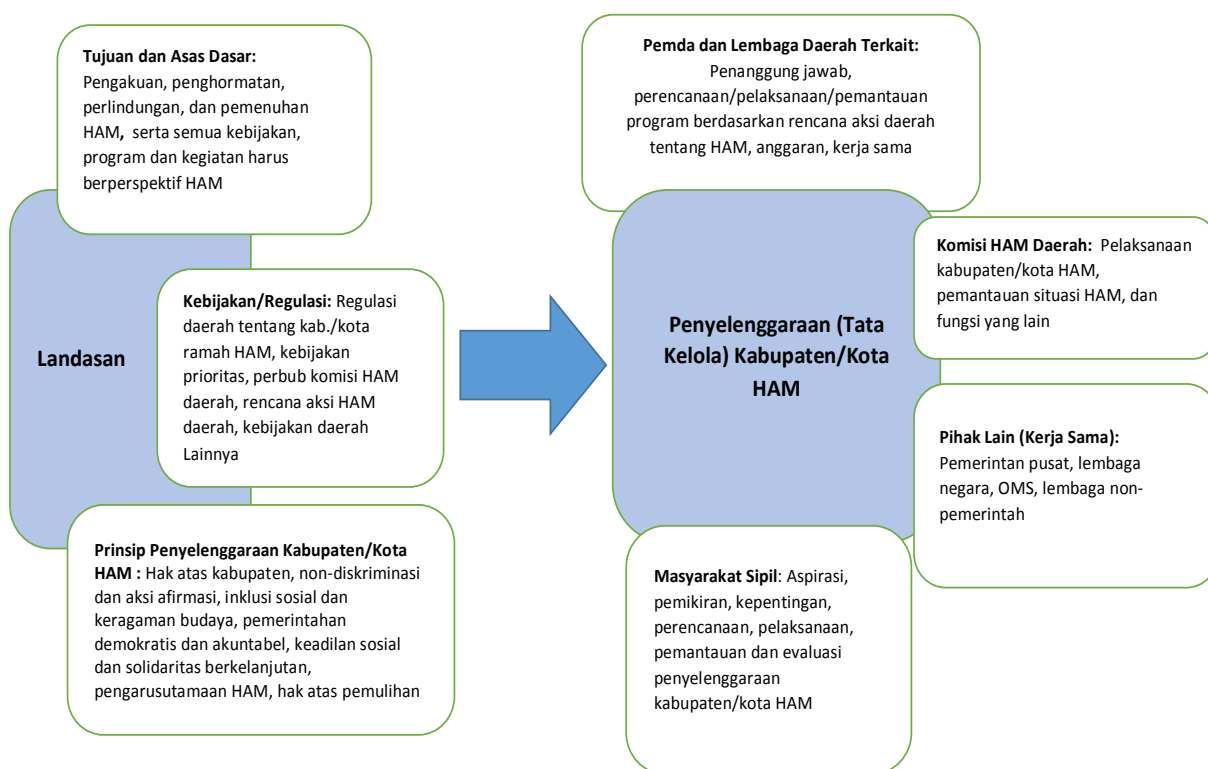 Tujuan dan Asas Dasar:
Pengakuan, penghormatan,
perlindungan, dan pemenuhan
HAM, serta semua kebijakan,
program dan kegiatan harus
berperspektif HAM
Landasan
Kebijakan/Regulasi: Regulasi
daerah tentang kab./kota
ramah HAM, kebijakan
prioritas, perbub komisi HAM
daerah, rencana aksi HAM
daerah, kebijakan daerah
Lainnya
Prinsip Penyelenggaraan Kabupaten/Kota
HAM : Hak atas kabupaten, non-diskriminasi
dan aksi afirmasi, inklusi sosial dan
keragaman budaya, pemerintahan
demokratis dan akuntabel, keadilan sosial
dan solidaritas berkelanjutan,
pengarusutamaan HAM, hak atas pemulihan
Pemda dan Lembaga Daerah Terkait:
Penanggung jawab,
perencanaan/pelaksanaan/pemantauan
program berdasarkan rencana aksi daerah
tentang HAM, anggaran, kerja sama
Penyelenggaraan (Tata
Kelola) Kabupaten/Kota
HAM
Komisi HAM Daerah: Pelaksanaan
kabupaten/kota HAM,
pemantauan situasi HAM, dan
fungsi yang lain
Pihak Lain (Kerja Sama):
Pemerintan pusat, lembaga
negara, OMS, lembaga non-
pemerintah
Masyarakat Sipil: Aspirasi,
pemikiran, kepentingan,
perencanaan, pelaksanaan,
pemantauan dan evaluasi
penyelenggaraan
kabupaten/kota HAM